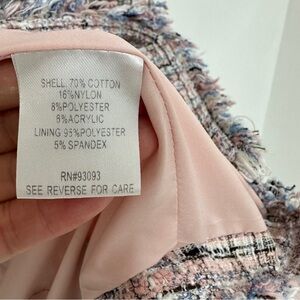 SHELL: 70% COTTON
16%NYLON
8%POLYESTER
6%ACRYLIC
LINING 95%POLYESTER
5% SPANDEX
RN#93093
SEE REVERSE FOR CARE